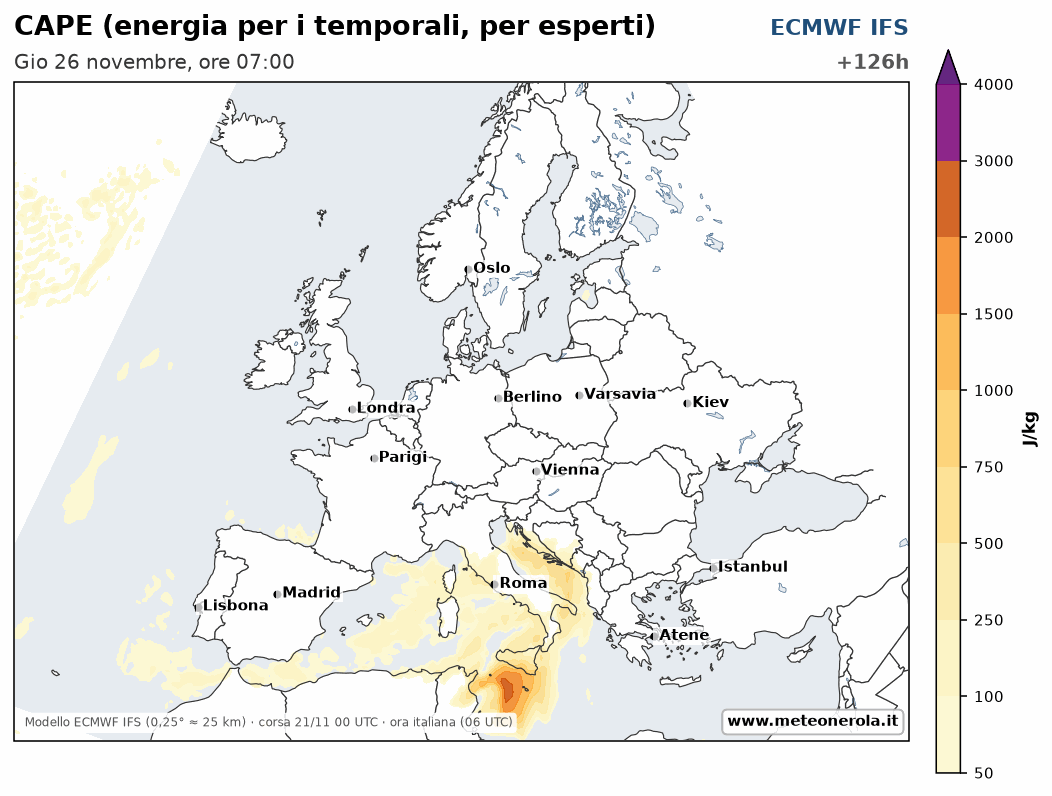 CAPE (energia per i temporali, per esperti)
ECMWF IFS
Gio 26 novembre, ore 07:00
+126h
4000
3000
2000
1500
1000
750
500
250
100
50
J/kg
Oslo
Londra
Berlino
Varsavia
Kiev
Parigi
Vienna
Istanbul
Roma
Madrid
Lisbona
Atene
Modello ECMWF IFS (0,25° ≈ 25 km) · corsa 21/11 00 UTC · ora italiana (06 UTC)
www.meteonerola.it